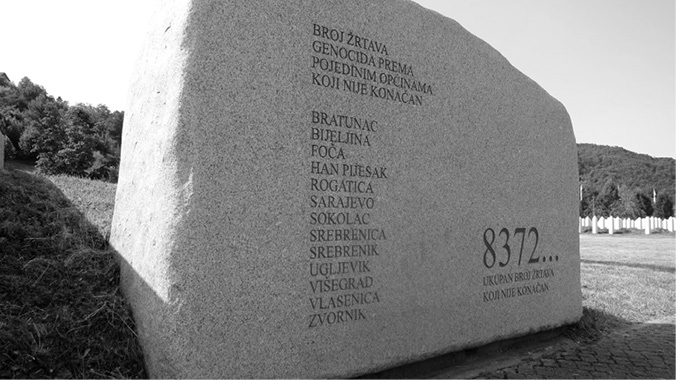 BROJ ŽRTAVA
GENOCIDA PREMA
POJEDINIM OPĆINAMA
KOJI NIJE KONAČAN
BRATUNAC
BIJELJINA
FOČA
HAN PIJESAK
ROGATICA
SARAJEVO
SOKOLAC
SREBRENICA
SREBRENIK
UGLJEVIK
VIŠEGRAD
VLASENICA
ZVORNIK
8372...
UKUPAN BROJ ŽRTAVA
KOJI NIJE KONAČAN